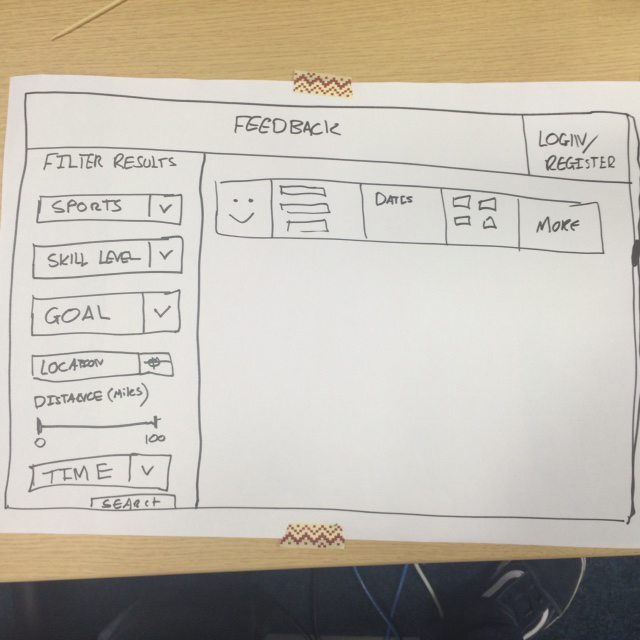 FEEDBACK
LOGIN/
REGISTER
FILTER RESULTS
SPORTS
SKILL LEVEL
GOAL
LOCATION
DISTANCE (MILES)
0 100
TIME
SEARCH
DATES
MORE